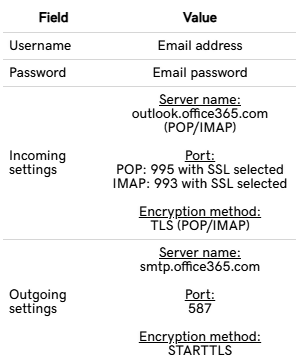 Field Value
Username Email address
Password Email password
Incoming settings
Server name:
outlook.office365.com
(POP/IMAP)
Port:
POP: 995 with SSL selected
IMAP: 993 with SSL selected
Encryption method:
TLS (POP/IMAP)
Outgoing settings
Server name:
smtp.office365.com
Port:
587
Encryption method:
STARTTLS